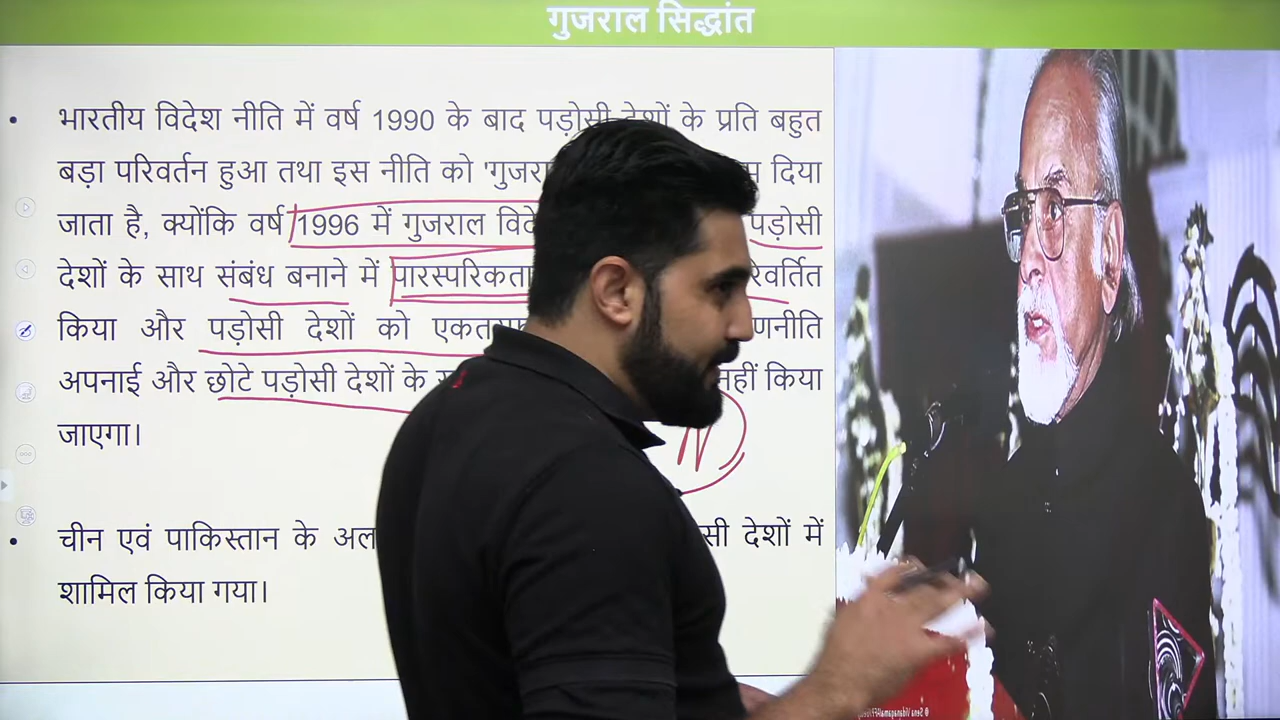 गुजराल सिद्धांत
• भारतीय विदेश नीति में वर्ष 1990 के बाद पड़ोसी देशों के प्रति बहुत
बड़ा परिवर्तन हुआ तथा इस नीति को 'गुजरा दिया
जाता है, क्योंकि वर्ष 1996 में गुजराल विदे पड़ोसी
देशों के साथ संबंध बनाने में पारस्परिकता रिवर्तित
किया और पड़ोसी देशों को एकतरफ णनीति
अपनाई और छोटे पड़ोसी देशों के नहीं किया
जाएगा।
N
• चीन एवं पाकिस्तान के अल सी देशों में
शामिल किया गया।